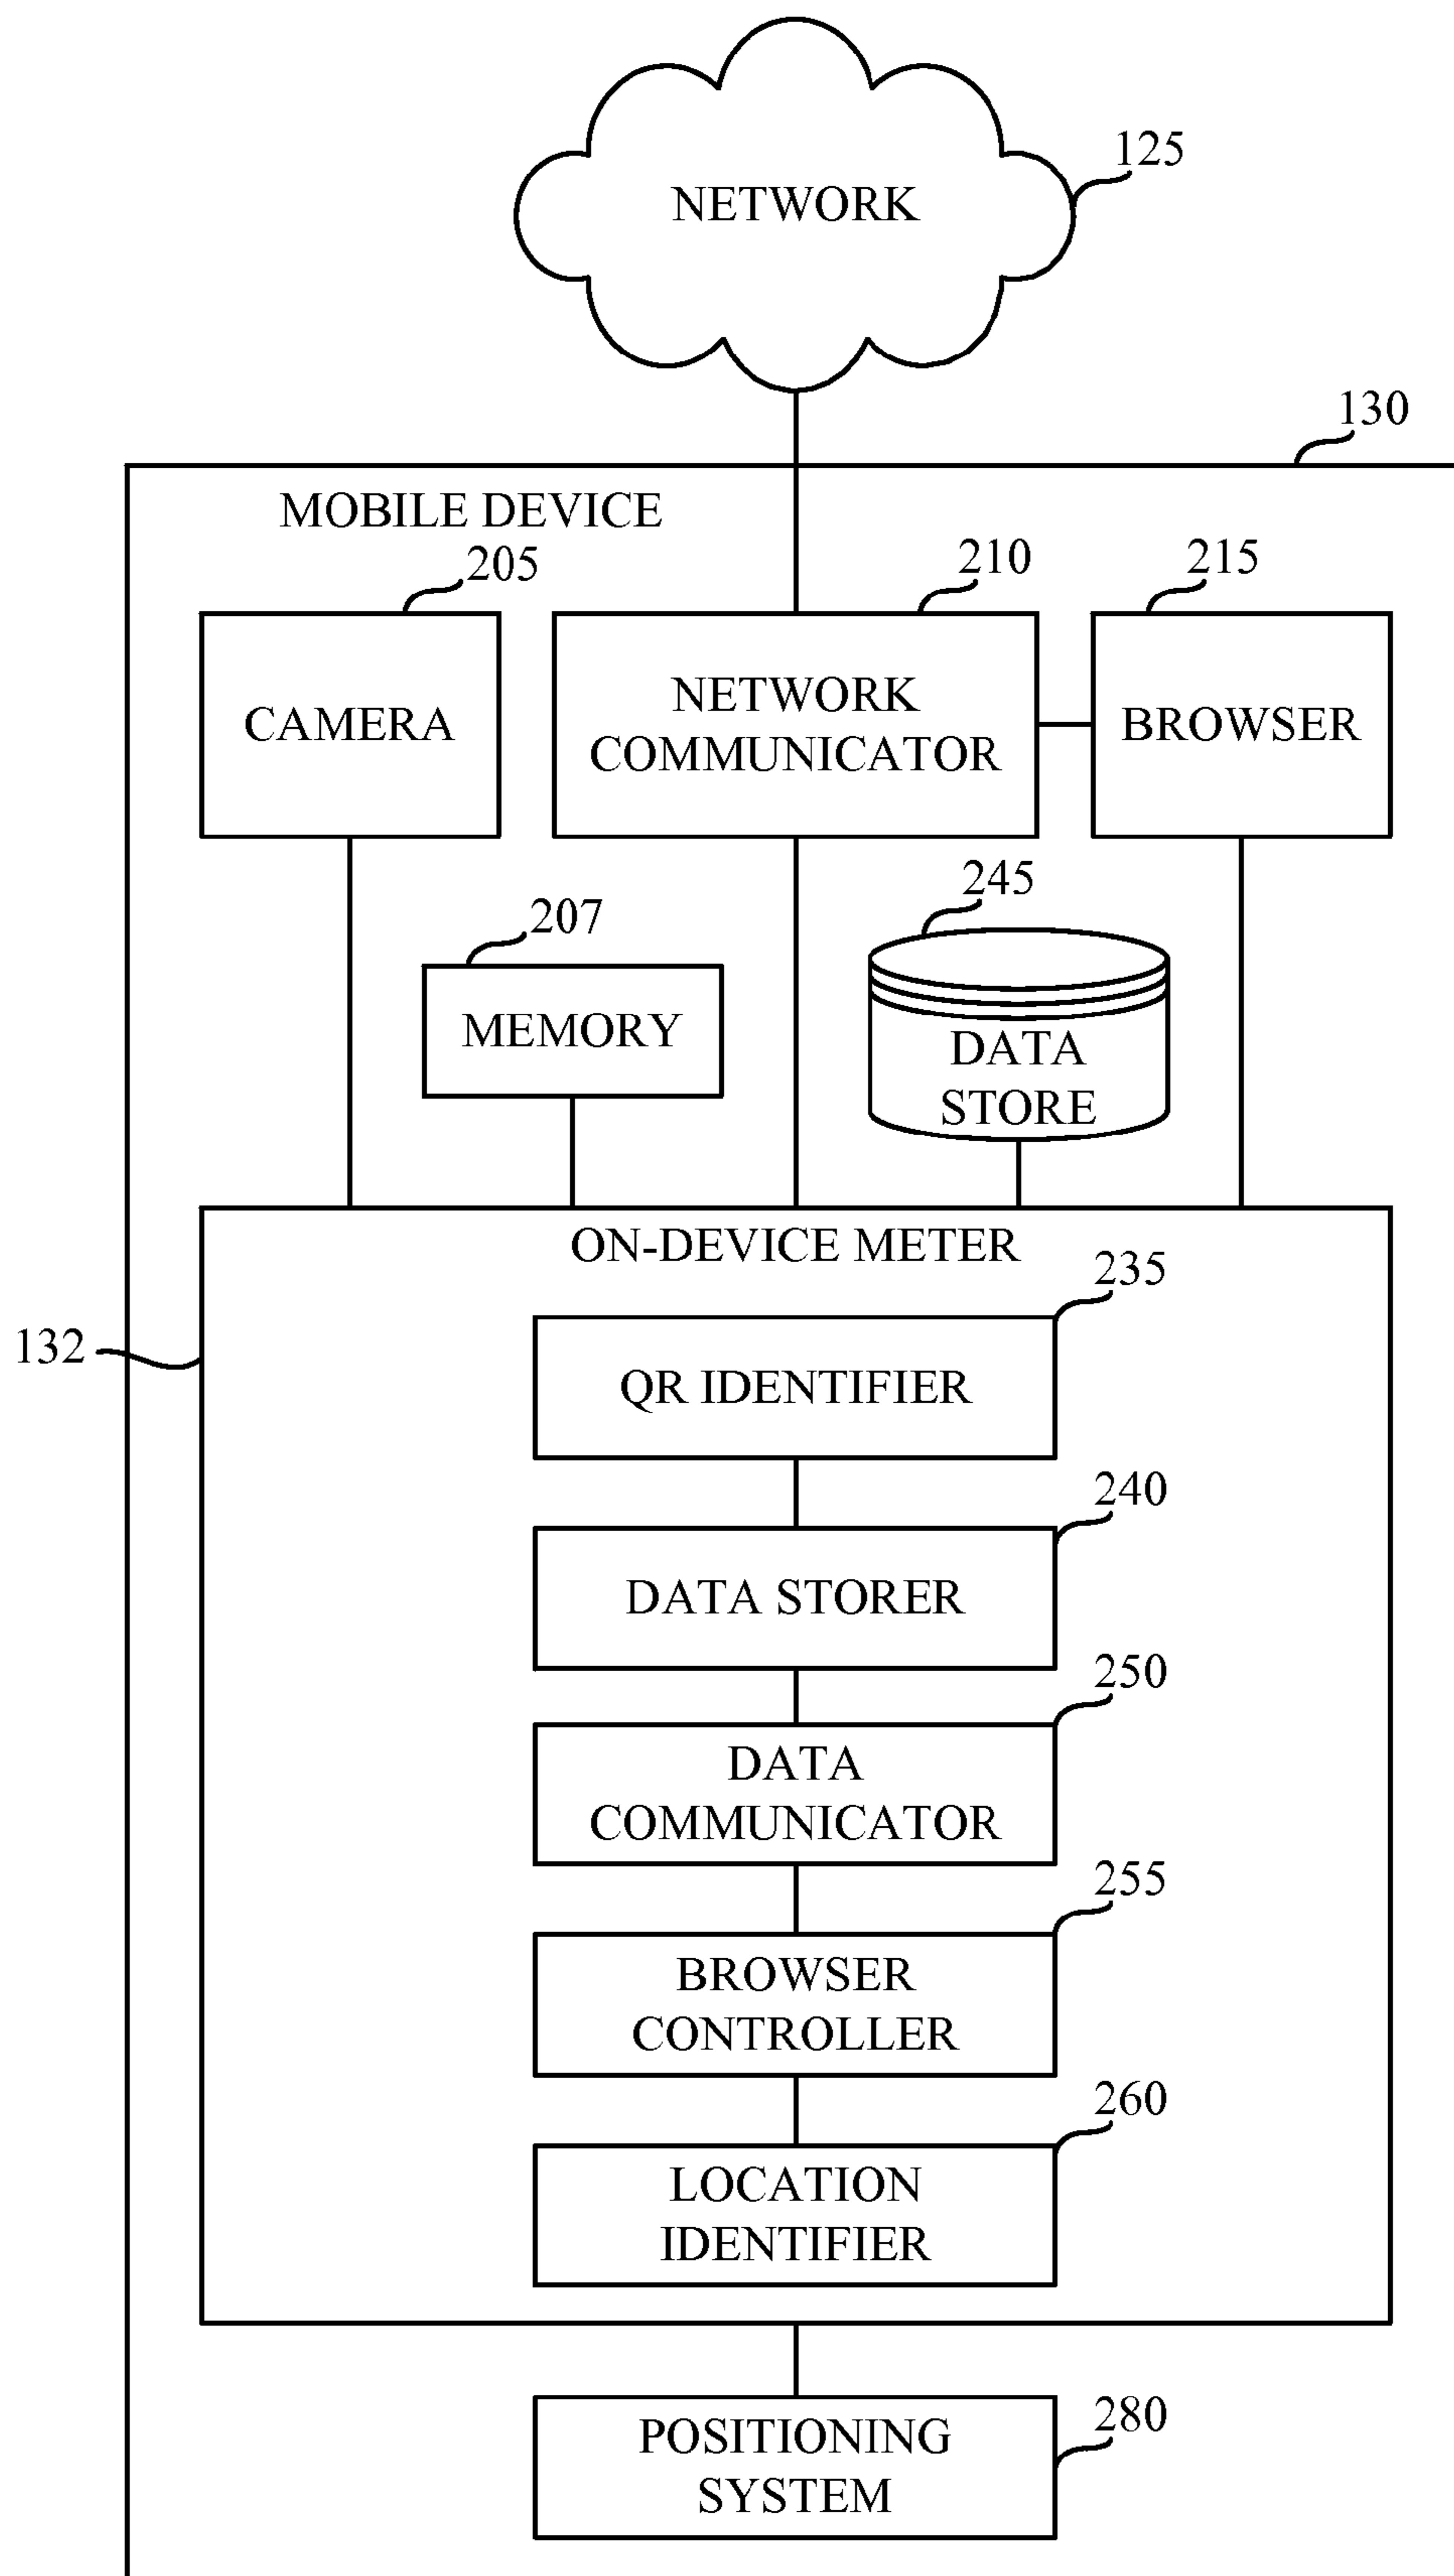 NETWORK
125
130
MOBILE DEVICE
205
210
215
CAMERA
NETWORK
COMMUNICATOR
BROWSER
207
245
MEMORY
DATA
STORE
ON-DEVICE METER
235
132
QR IDENTIFIER
240
DATA STORER
250
DATA
COMMUNICATOR
255
BROWSER
CONTROLLER
260
LOCATION
IDENTIFIER
280
POSITIONING
SYSTEM